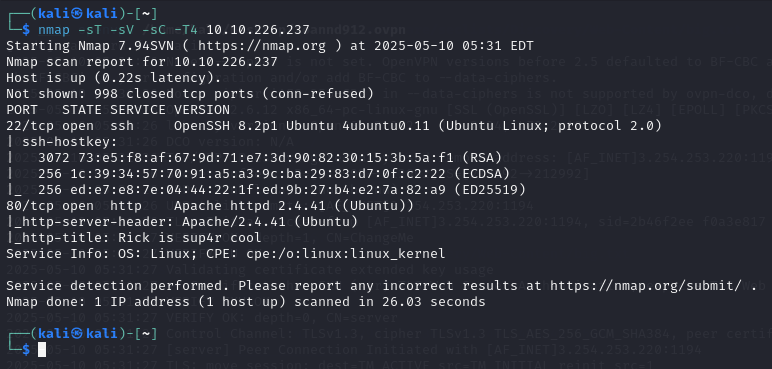 ┌──(kali㉿kali)-[~]
└─$ nmap -sT -sV -sC -T4 10.10.226.237
Starting Nmap 7.94SVN ( https://nmap.org ) at 2025-05-10 05:31 EDT
Nmap scan report for 10.10.226.237
Host is up (0.22s latency).
Not shown: 998 closed tcp ports (conn-refused)
PORT   STATE SERVICE VERSION
22/tcp open  ssh     OpenSSH 8.2p1 Ubuntu 4ubuntu0.11 (Ubuntu Linux; protocol 2.0)
| ssh-hostkey:
|   3072 73:e5:f8:af:67:9d:71:e7:3d:90:82:30:15:3b:5a:f1 (RSA)
|   256 1c:39:34:57:70:91:a5:a3:9c:ba:29:83:d7:0f:c2:22 (ECDSA)
|_  256 ed:e7:e8:7e:04:44:22:1f:ed:9b:27:b4:e2:7a:82:a9 (ED25519)
80/tcp open  http    Apache httpd 2.4.41 ((Ubuntu))
|_http-server-header: Apache/2.4.41 (Ubuntu)
|_http-title: Rick is sup4r cool
Service Info: OS: Linux; CPE: cpe:/o:linux:linux_kernel
Service detection performed. Please report any incorrect results at https://nmap.org/submit/ .
Nmap done: 1 IP address (1 host up) scanned in 26.03 seconds
┌──(kali㉿kali)-[~]
└─$